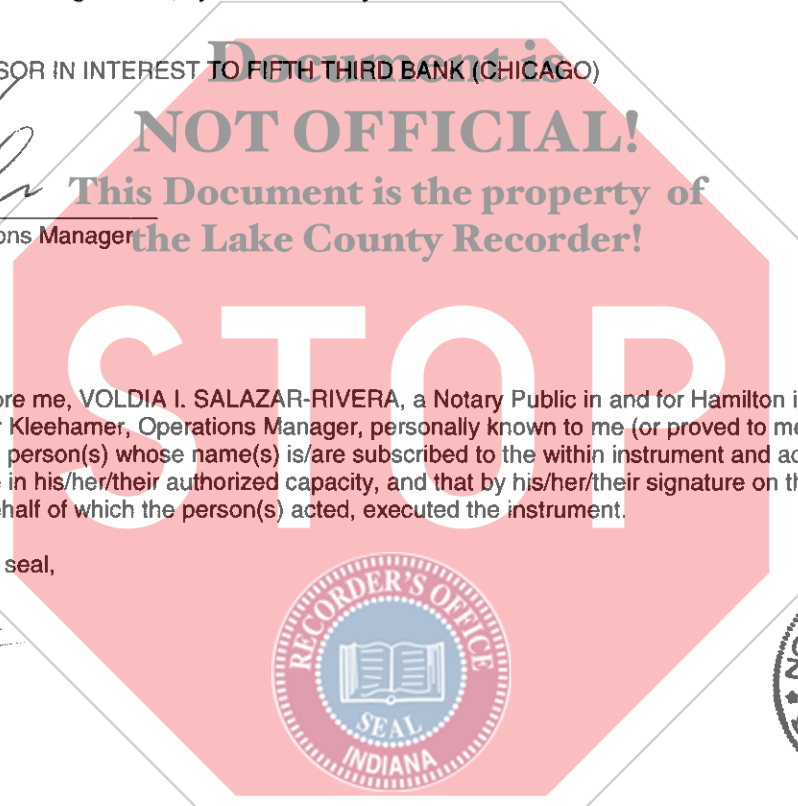 Document is
SOR IN INTEREST TO FIFTH THIRD BANK (CHICAGO)
NOT OFFICIAL!
This Document is the property of
ons Manager
the Lake County Recorder!
STOP
ore me, VOLDIA I. SALAZAR-RIVERA, a Notary Public in and for Hamilton i
r Kleehamer, Operations Manager, personally known to me (or proved to me
person(s) whose name(s) is/are subscribed to the within instrument and ac
e in his/her/their authorized capacity, and that by his/her/their signature on th
ehalf of which the person(s) acted, executed the instrument.
seal,
RECORDER'S OFFICE
SEAL
INDIANA